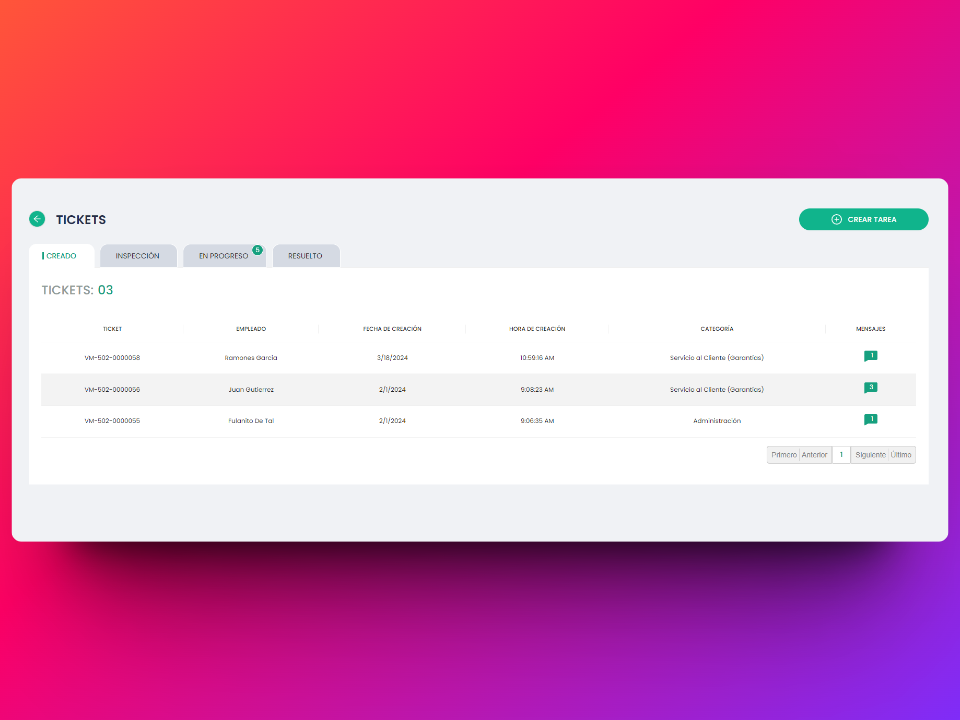 TICKETS
CREAR TAREA
CREADO INSPECCIÓN EN PROGRESO 5 RESUELTO
TICKETS: 03
TICKET EMPLEADO FECHA DE CREACIÓN HORA DE CREACIÓN CATEGORÍA MENSAJES
VM-502-0000058 Ramones García 3/18/2024 10:59:16 AM Servicio al Cliente (Garantías) 1
VM-502-0000056 Juan Gutierrez 2/1/2024 9:08:23 AM Servicio al Cliente (Garantías) 3
VM-502-0000055 Fulanito De Tal 2/1/2024 9:06:35 AM Administración 1
Primero Anterior 1 Siguiente Último